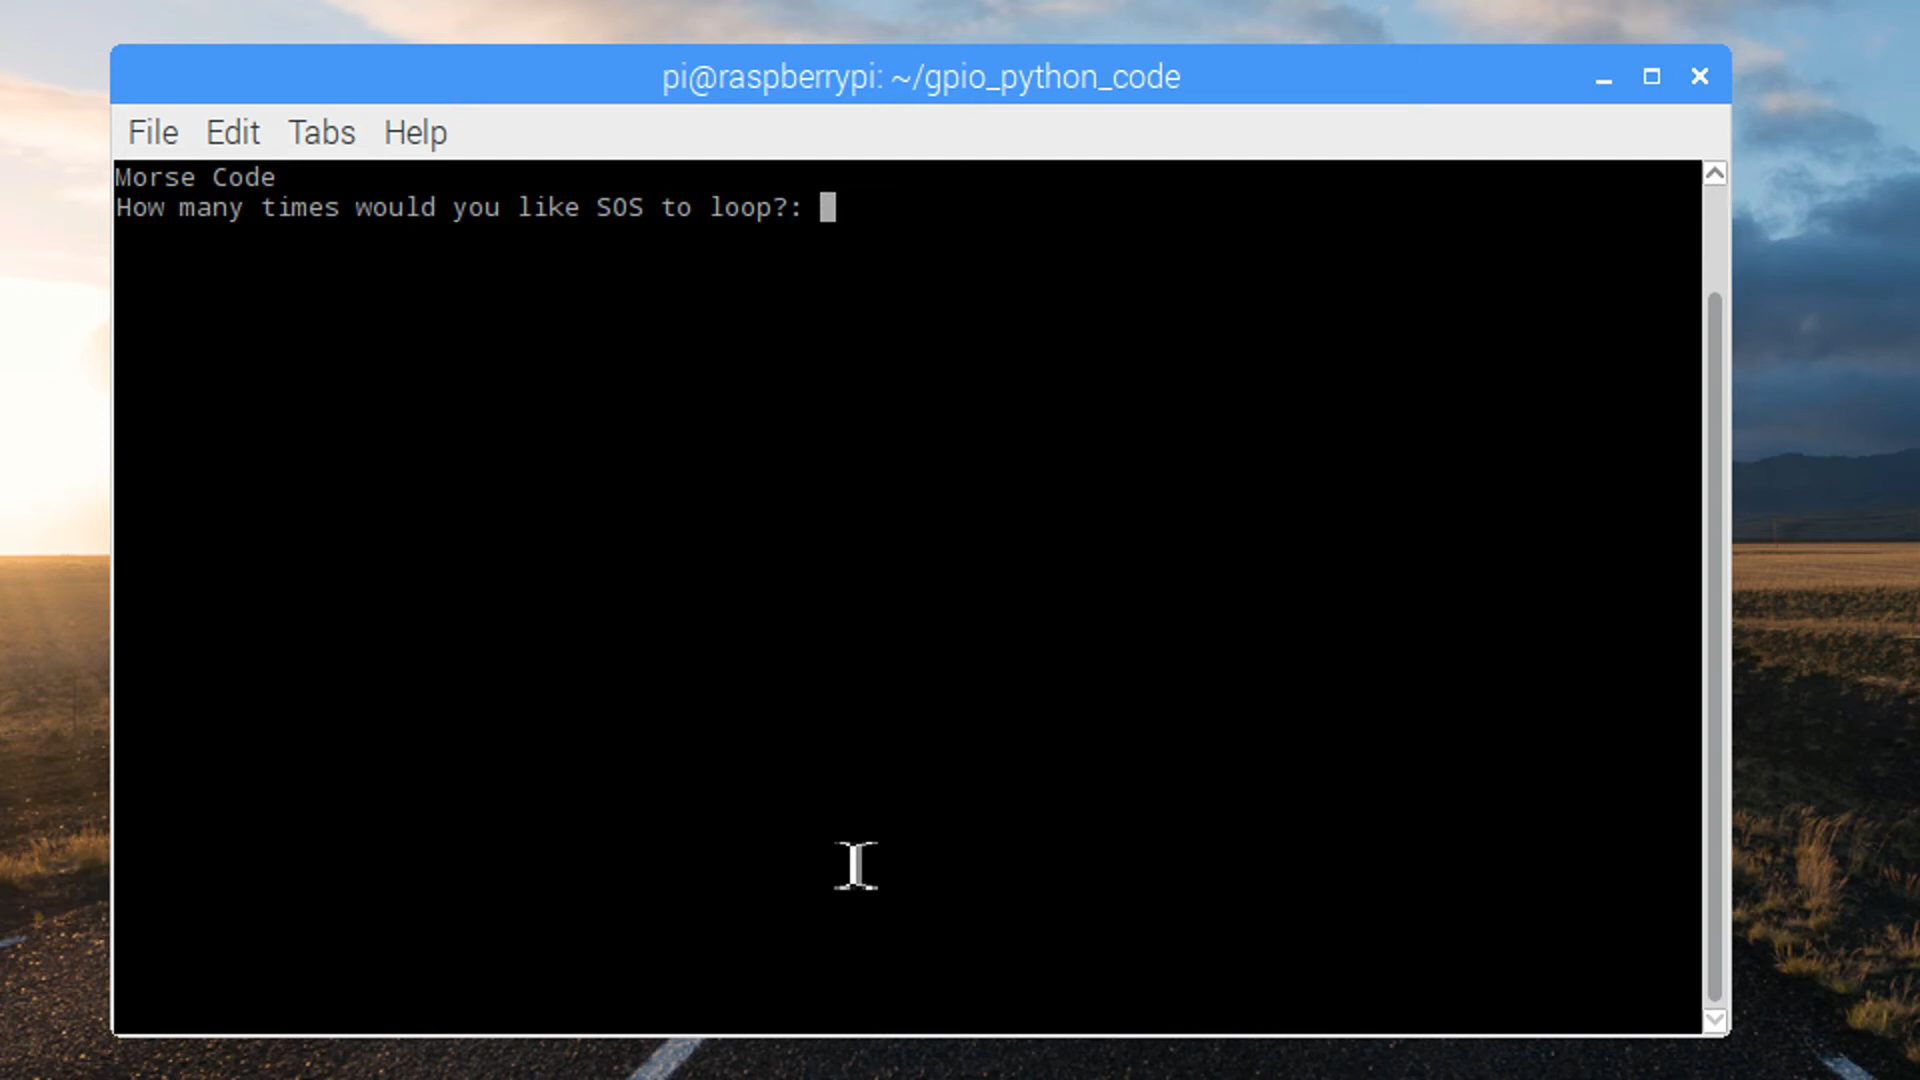 pi@raspberrypi: ~/gpio_python_code
File Edit Tabs Help
Morse Code
How many times would you like SOS to loop?: